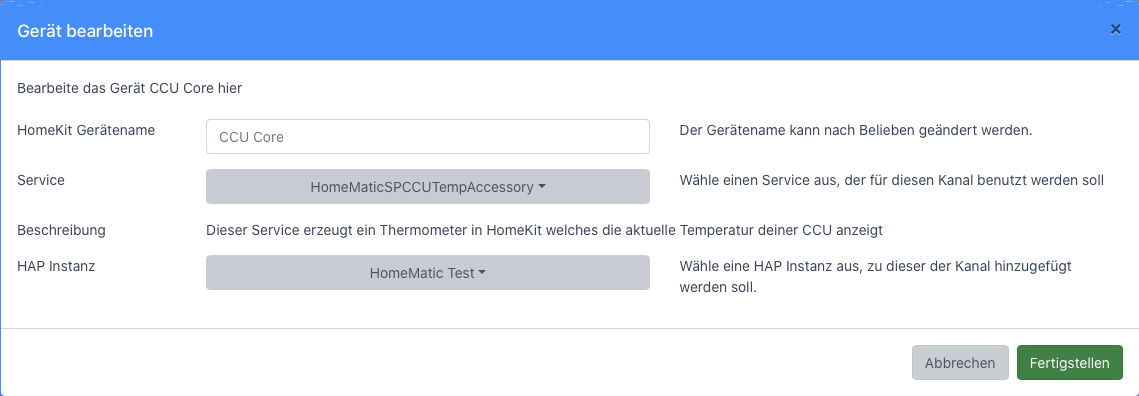 Gerät bearbeiten ×
Bearbeite das Gerät CCU Core hier
HomeKit Gerätename CCU Core Der Gerätename kann nach Belieben geändert werden.
Service HomeMaticSPCCUTempAccessory Wähle einen Service aus, der für diesen Kanal benutzt werden soll
Beschreibung Dieser Service erzeugt ein Thermometer in HomeKit welches die aktuelle Temperatur deiner CCU anzeigt
HAP Instanz HomeMatic Test Wähle eine HAP Instanz aus, zu dieser der Kanal hinzugefügt
werden soll.
Abbrechen Fertigstellen